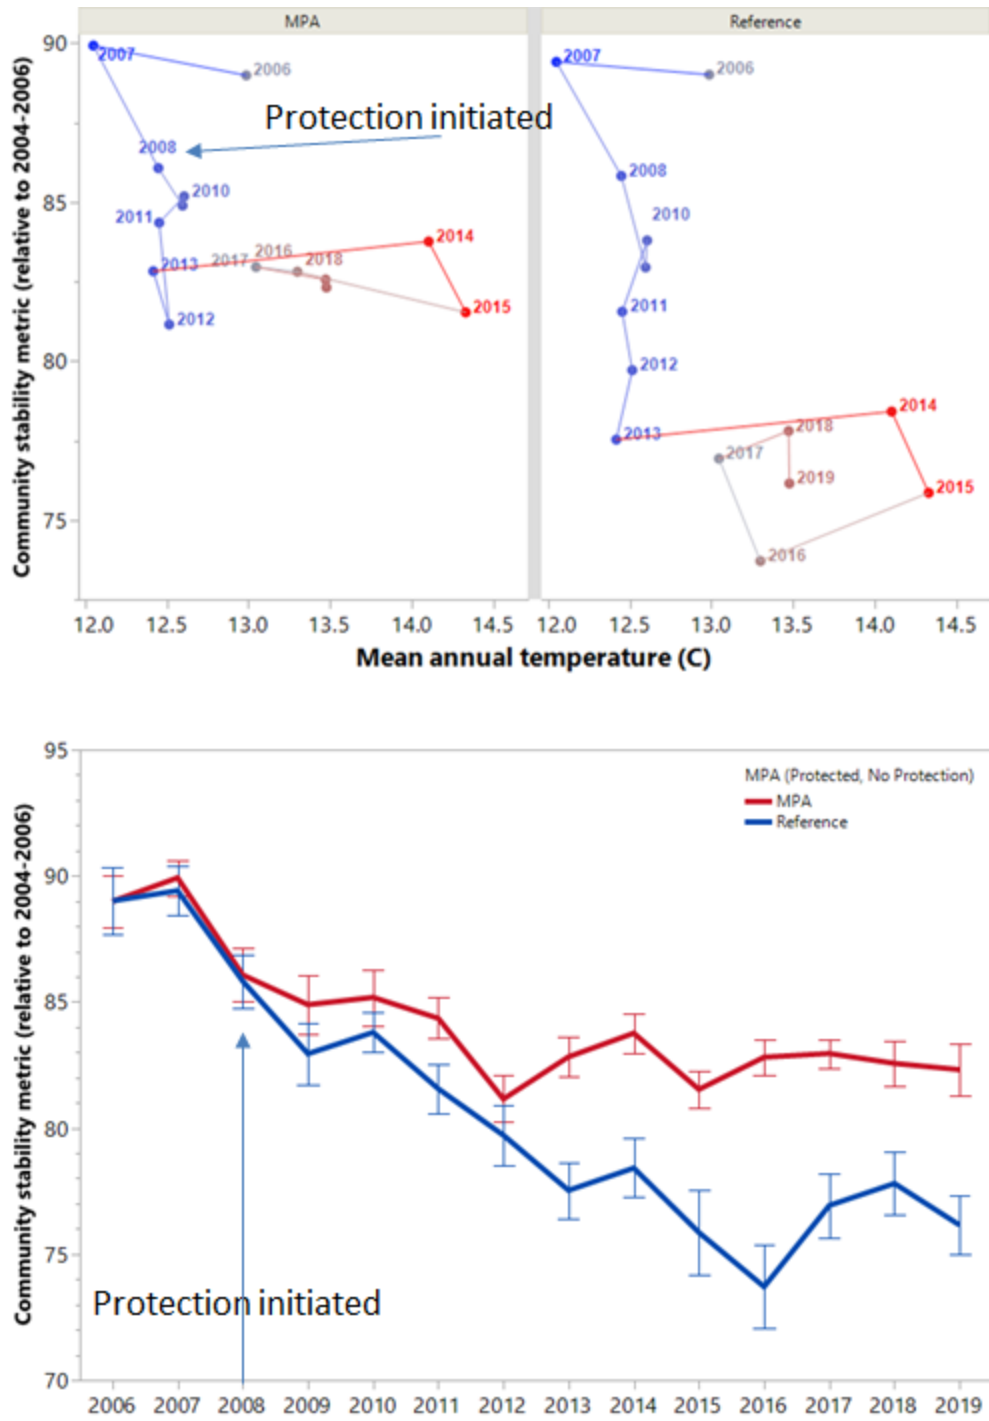 MPA
Reference
Community stability metric (relative to 2004-2006)
90
85
80
75
2007
2006
Protection initiated
2008
2010
2011
2013
2017
2016
2018
2014
2015
2012
2007
2006
2008
2010
2011
2012
2013
2014
2018
2017
2019
2015
2016
12.0 12.5 13.0 13.5 14.0 14.5 12.0 12.5 13.0 13.5 14.0 14.5
Mean annual temperature (C)
Community stability metric (relative to 2004-2006)
95
90
85
80
75
70
MPA (Protected, No Protection)
MPA
Reference
Protection initiated
2006 2007 2008 2009 2010 2011 2012 2013 2014 2015 2016 2017 2018 2019